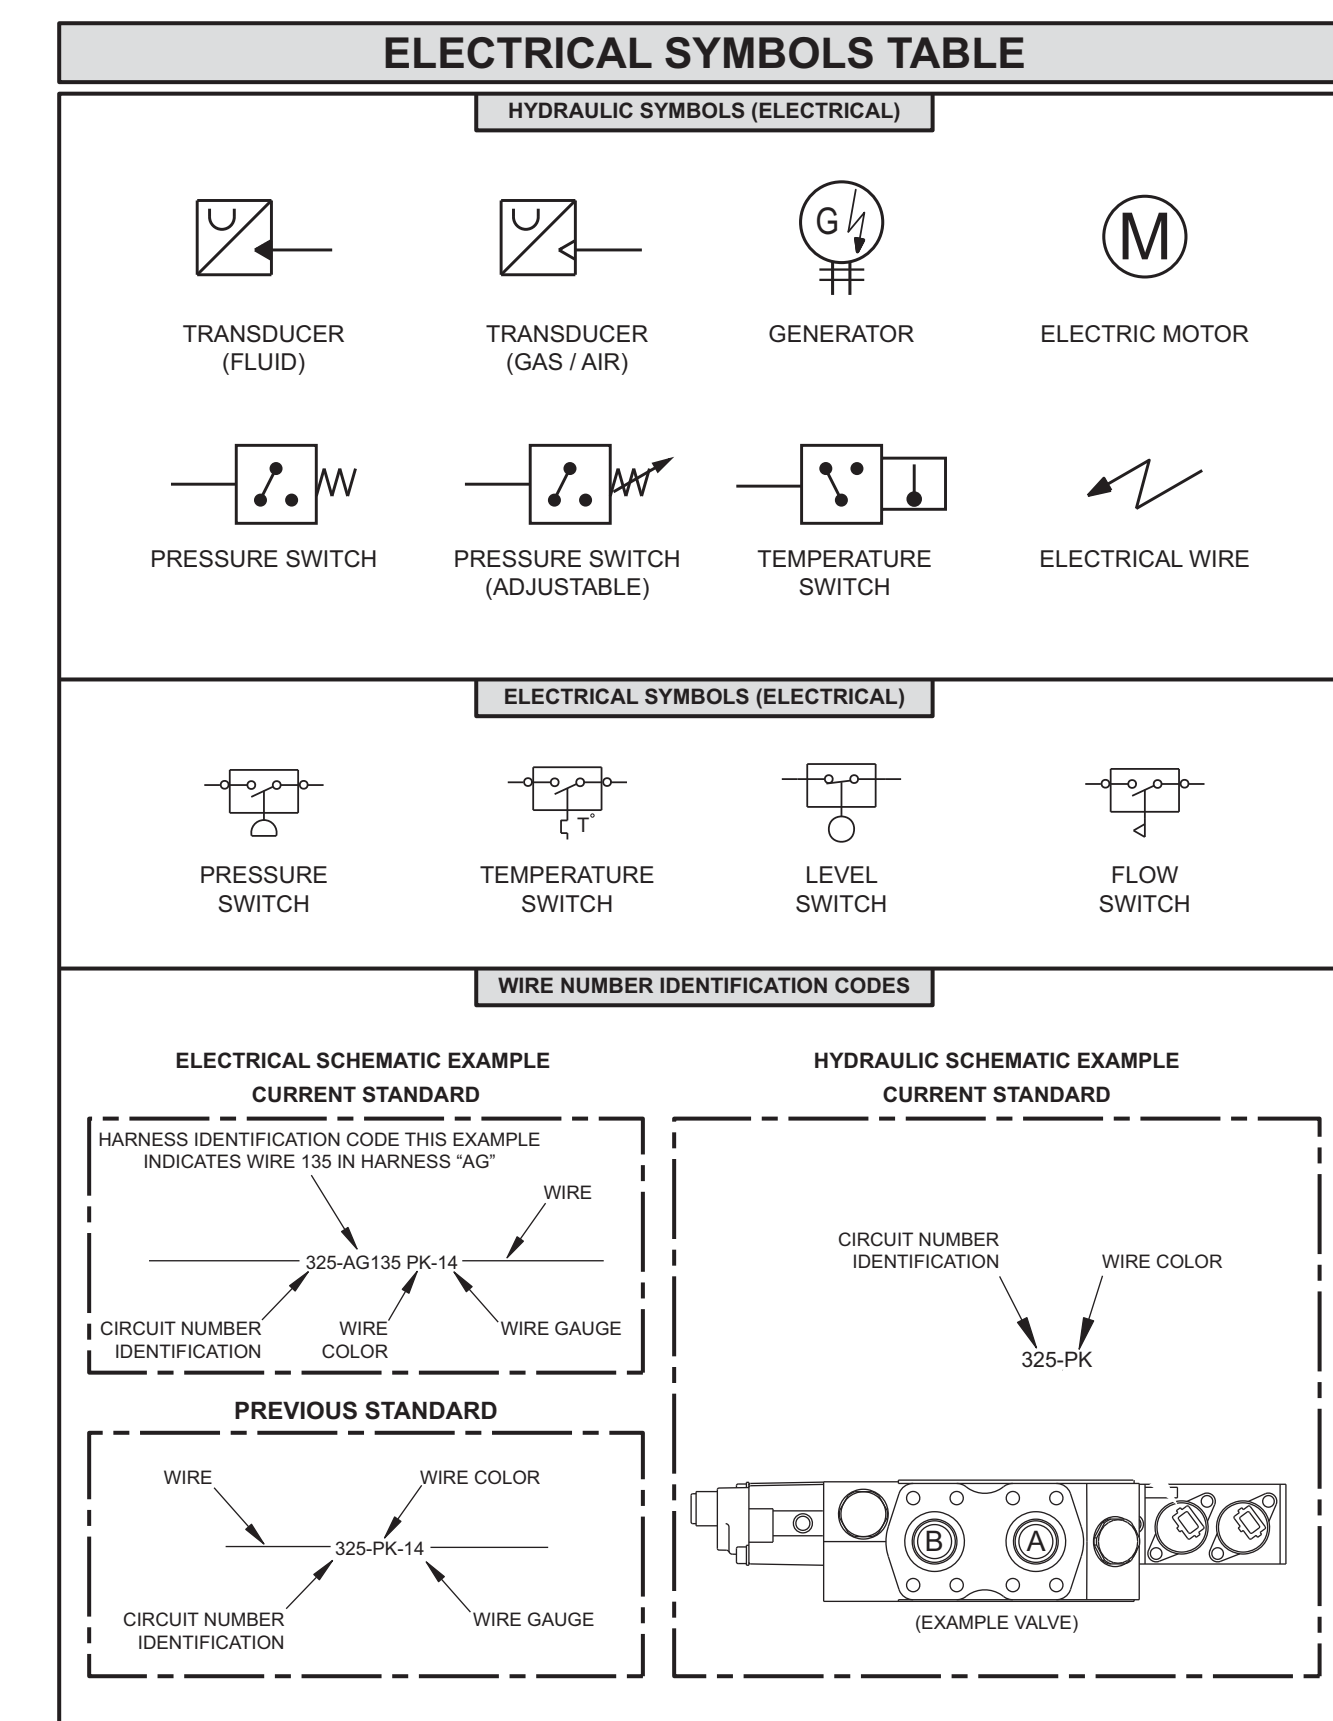 ELECTRICAL SYMBOLS TABLE
HYDRAULIC SYMBOLS (ELECTRICAL)
U
U
G
M
TRANSDUCER
(FLUID)
TRANSDUCER
(GAS / AIR)
GENERATOR
ELECTRIC MOTOR
PRESSURE SWITCH
PRESSURE SWITCH
(ADJUSTABLE)
TEMPERATURE
SWITCH
ELECTRICAL WIRE
ELECTRICAL SYMBOLS (ELECTRICAL)
T°
PRESSURE
SWITCH
TEMPERATURE
SWITCH
LEVEL
SWITCH
FLOW
SWITCH
WIRE NUMBER IDENTIFICATION CODES
ELECTRICAL SCHEMATIC EXAMPLE
CURRENT STANDARD
HARNESS IDENTIFICATION CODE THIS EXAMPLE
INDICATES WIRE 135 IN HARNESS “AG”
WIRE
325-AG135 PK-14
CIRCUIT NUMBER
IDENTIFICATION
WIRE
COLOR
WIRE GAUGE
PREVIOUS STANDARD
WIRE
WIRE COLOR
325-PK-14
CIRCUIT NUMBER
IDENTIFICATION
WIRE GAUGE
HYDRAULIC SCHEMATIC EXAMPLE
CURRENT STANDARD
CIRCUIT NUMBER
IDENTIFICATION
WIRE COLOR
325-PK
B
A
(EXAMPLE VALVE)